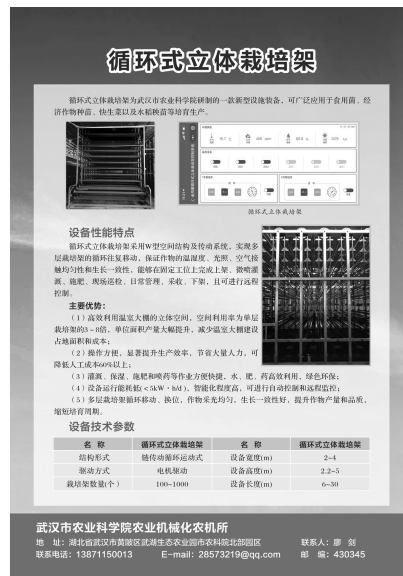 循环式立体栽培架
循环式立体栽培架为武汉市农业科学院研制的一款新型设施装备，可广泛应用于食用菌、经
济作物种苗、快生菜以及水稻秧苗等培育生产。
循环式立体栽培架
设备性能特点
循环式立体栽培架采用W型空间结构及传动系统，实现多
层栽培架的循环往复移动，保证作物的温湿度、光照、空气接
触均匀性和生长一致性，能够在固定工位上完成上架、微喷灌
溉、施肥、现场巡检、日常管理、采收、下架，且可进行远程
控制。
主要优势：
（1）高效利用温室大棚的立体空间，空间利用率为单层
栽培架的3～8倍，单位面积产量大幅提升，减少温室大棚建设
占地面积和成本；
（2）操作方便，显著提升生产效率，节省大量人力，可
降低人工成本60%以上；
（3）灌溉、保湿、施肥和喷药等作业方便快捷，水、肥、药高效利用，绿色环保；
（4）设备运行能耗低(＜5kW·h/d)，智能化程度高，可进行自动控制和远程监控；
（5）多层栽培架循环移动、换位，作物采光均匀，生长一致性好，提升作物产量和品质，
缩短培育周期。
设备技术参数
名 称 循环式立体栽培架 名 称 循环式立体栽培架
结构形式 链传动循环运动式 设备宽度(m) 2~4
驱动方式 电机驱动 设备高度(m) 2.2~5
栽培架数量(个) 100~1000 设备长度(m) 6~30
武汉市农业科学院农业机械化农机所
地 址：湖北省武汉市黄陂区武湖生态农业园市农科院北部园区 联系人：廖 剑
联系电话：13871150013 E-mail：28573219@qq.com 邮 编：430345